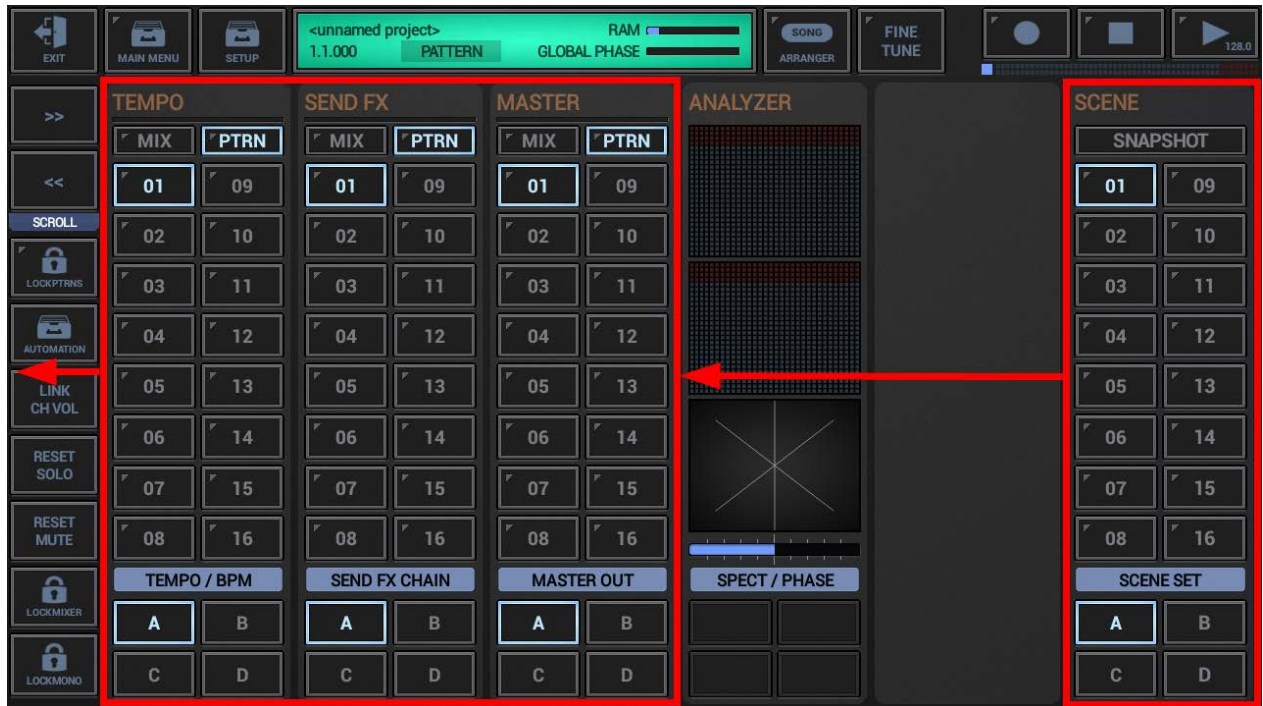 <unnamed project> RAM
1.1.000 PATTERN GLOBAL PHASE
EXIT MAIN MENU SETUP
SONG
ARRANGER
FINE
TUNE
128.0
>>
<<
SCROLL
LOCKPTRNS
AUTOMATION
LINK
CH VOL
RESET
SOLO
RESET
MUTE
LOCKMIXER
LOCKMONO
TEMPO
MIX PTRN
01 09
02 10
03 11
04 12
05 13
06 14
07 15
08 16
TEMPO / BPM
A B
C D
SEND FX
MIX PTRN
01 09
02 10
03 11
04 12
05 13
06 14
07 15
08 16
SEND FX CHAIN
A B
C D
MASTER
MIX PTRN
01 09
02 10
03 11
04 12
05 13
06 14
07 15
08 16
MASTER OUT
A B
C D
ANALYZER
SPECT / PHASE
SCENE
SNAPSHOT
01 09
02 10
03 11
04 12
05 13
06 14
07 15
08 16
SCENE SET
A B
C D